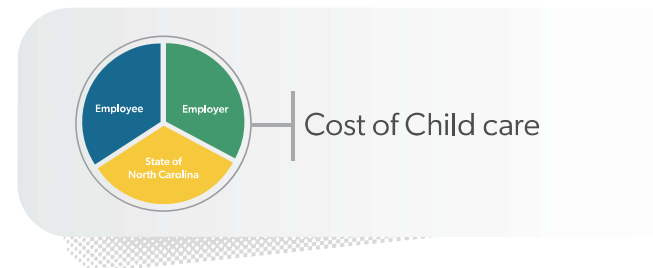 Employee
Employer
State of
North Carolina
Cost of Child care